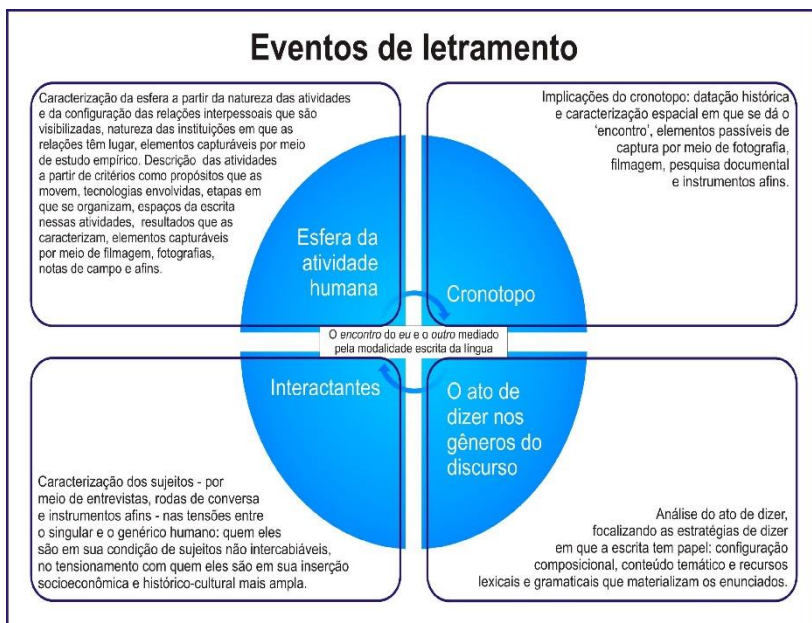 Eventos de letramento
Caracterização da esfera a partir da natureza das atividades
e da configuração das relações interpessoais que são
visibilizadas, natureza das instituições em que as
relações têm lugar, elementos capturáveis por meio
de estudo empírico. Descrição das atividades
a partir de critérios como propósitos que as
movem, tecnologias envolvidas, etapas em
que se organizam, espaços da escrita
nessas atividades, resultados que as
caracterizam, elementos capturáveis
por meio de filmagem, fotografias,
notas de campo e afins.
Esfera da
atividade
humana
Implicações do cronotopo: datação histórica
e caracterização espacial em que se dá o
‘encontro’, elementos passíveis de
captura por meio de fotografia,
filmagem, pesquisa documental
e instrumentos afins.
Cronotopo
O encontro do eu e o outro mediado
pela modalidade escrita da língua
Interactantes
Caracterização dos sujeitos - por
meio de entrevistas, rodas de conversa
e instrumentos afins - nas tensões entre
o singular e o genérico humano: quem eles
são em sua condição de sujeitos não intercabiáveis,
no tensionamento com quem eles são em sua inserção
socioeconômica e histórico-cultural mais ampla.
O ato de
dizer nos
gêneros do
discurso
Análise do ato de dizer,
focalizando as estratégias de dizer
em que a escrita tem papel: configuração
composicional, conteúdo temático e recursos
lexicais e gramaticais que materializam os enunciados.